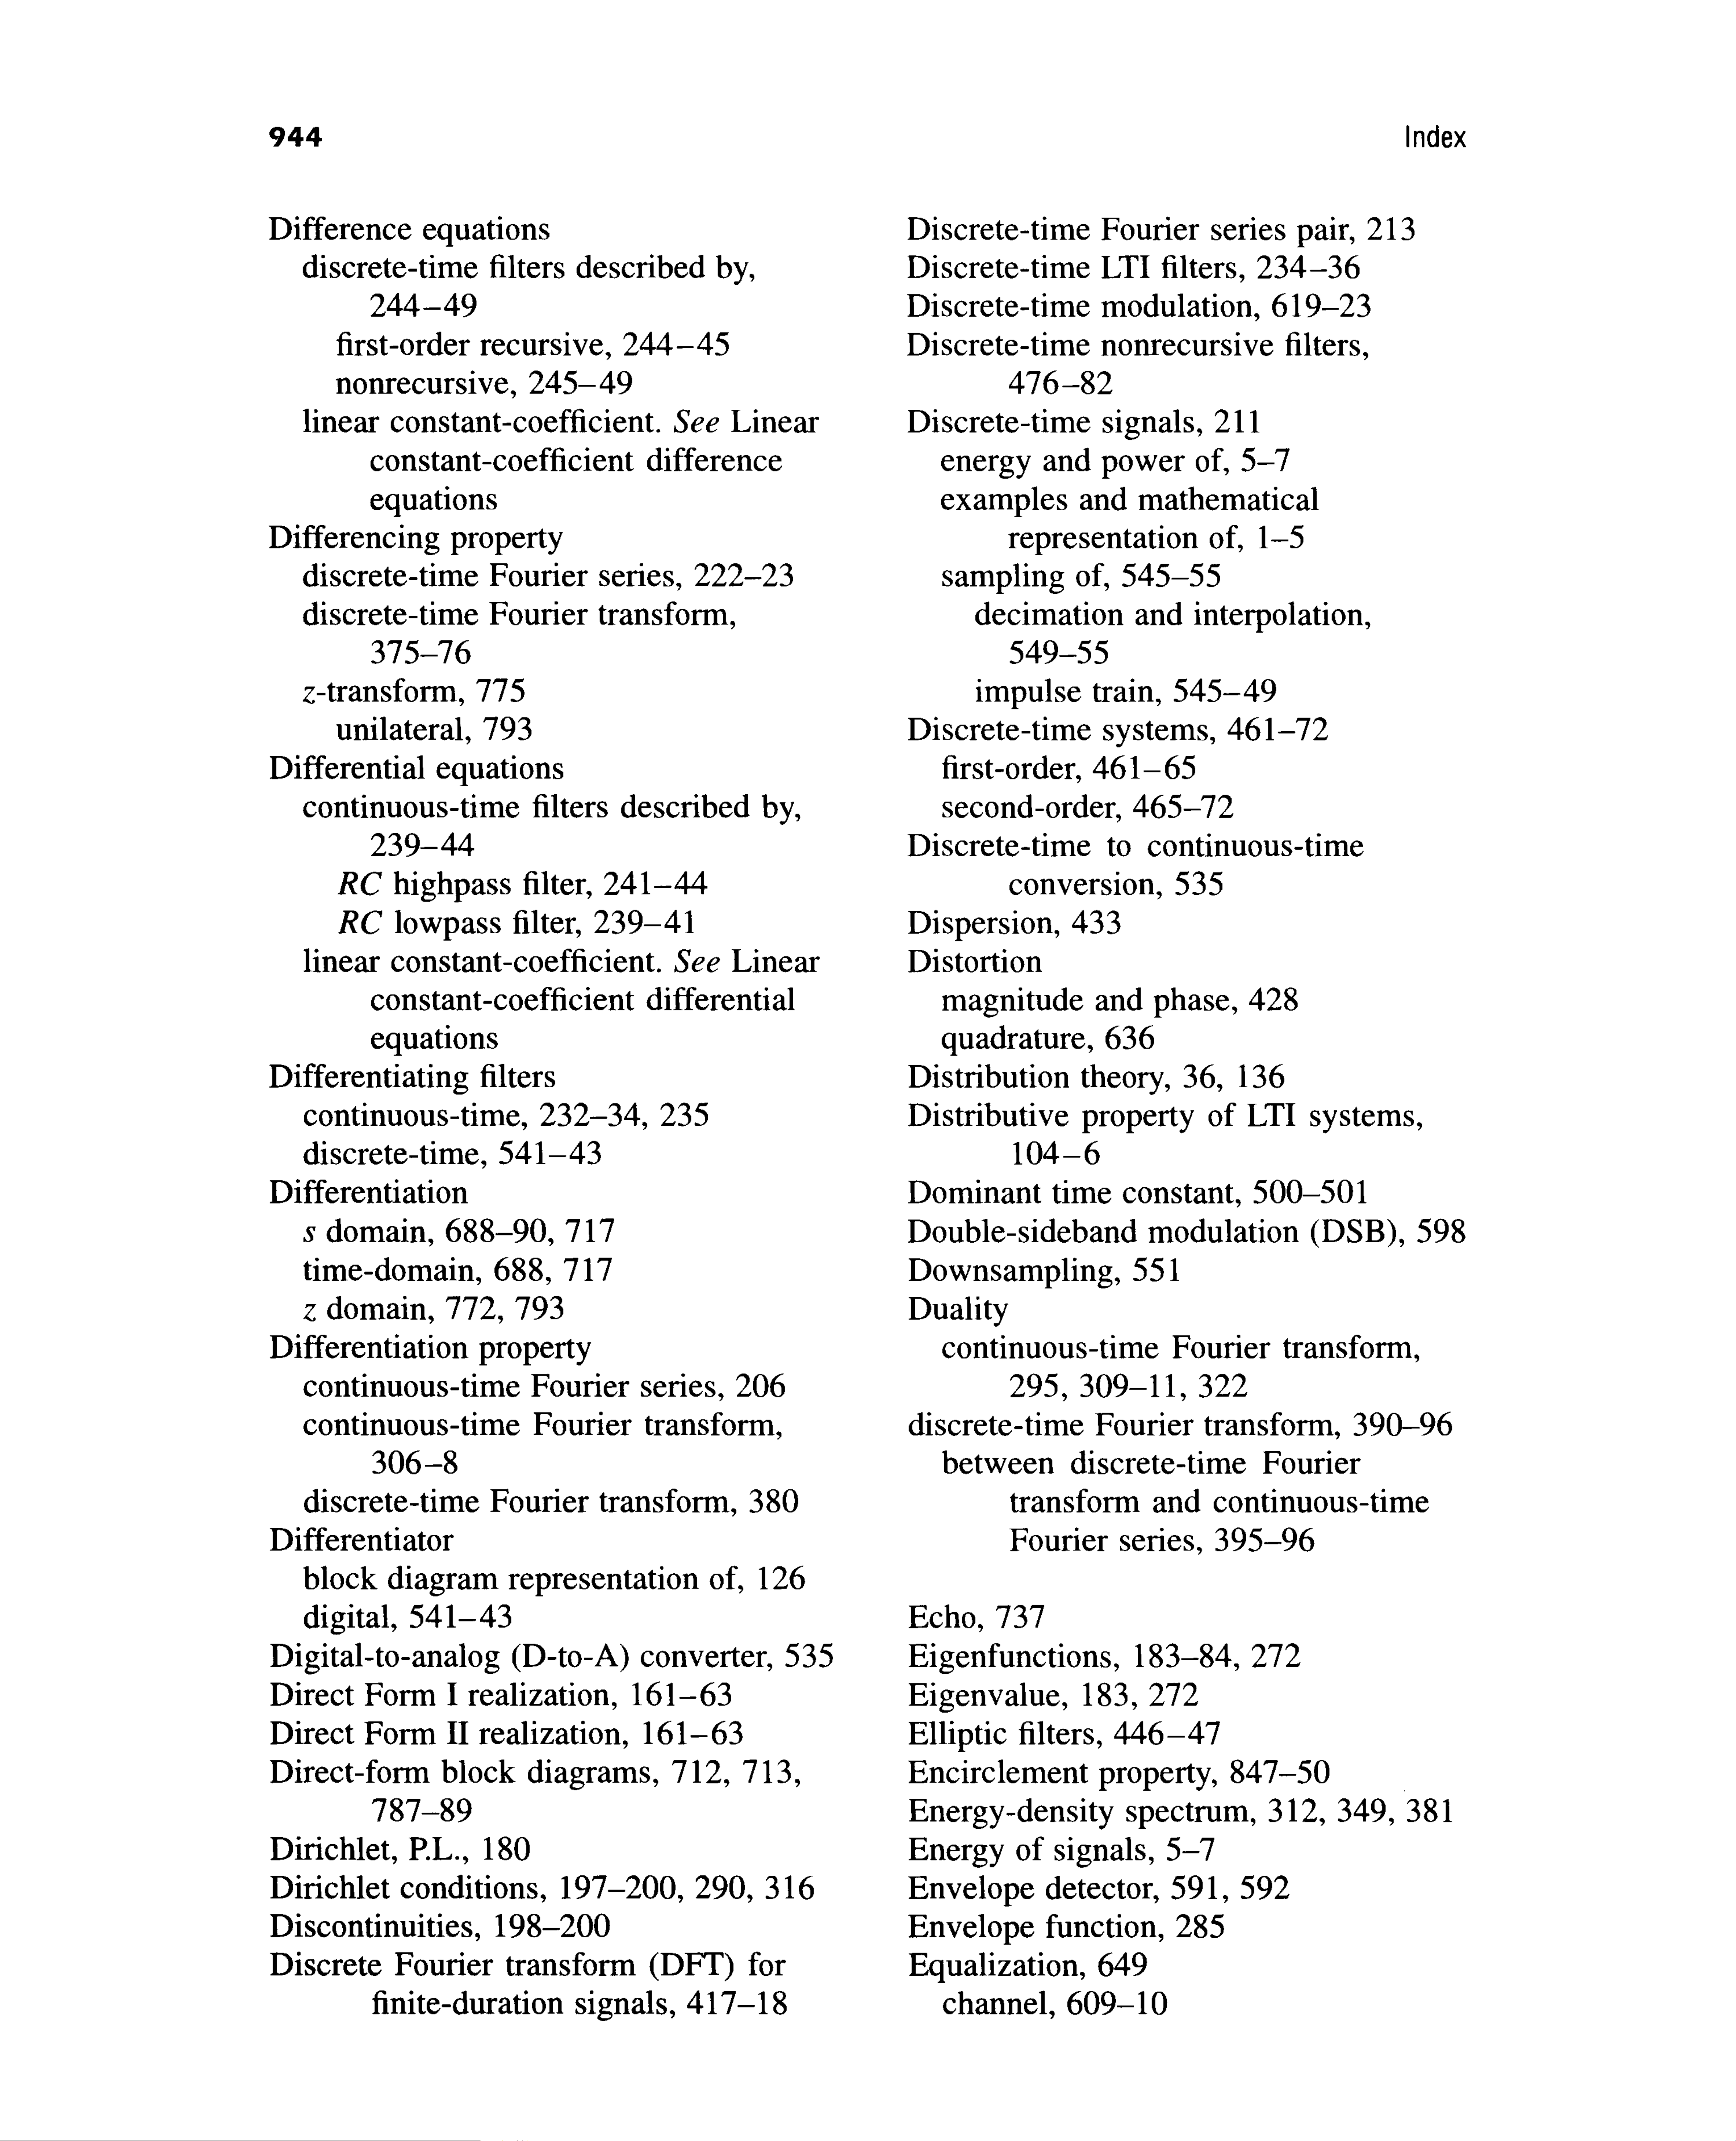 944
Index
Difference equations
discrete-time filters described by,
244–49
first-order recursive, 244–45
nonrecursive, 245–49
linear constant-coefficient. See Linear
constant-coefficient difference
equations
Differencing property
discrete-time Fourier series, 222–23
discrete-time Fourier transform,
375–76
z-transform, 775
unilateral, 793
Differential equations
continuous-time filters described by,
239–44
RC highpass filter, 241–44
RC lowpass filter, 239–41
linear constant-coefficient. See Linear
constant-coefficient differential
equations
Differentiating filters
continuous-time, 232–34, 235
discrete-time, 541–43
Differentiation
s domain, 688–90, 717
time-domain, 688, 717
z domain, 772, 793
Differentiation property
continuous-time Fourier series, 206
continuous-time Fourier transform,
306–8
discrete-time Fourier transform, 380
Differentiator
block diagram representation of, 126
digital, 541–43
Digital-to-analog (D-to-A) converter, 535
Direct Form I realization, 161–63
Direct Form II realization, 161–63
Direct-form block diagrams, 712, 713,
787–89
Dirichlet, P.L., 180
Dirichlet conditions, 197–200, 290, 316
Discontinuities, 198–200
Discrete Fourier transform (DFT) for
finite-duration signals, 417–18
Discrete-time Fourier series pair, 213
Discrete-time LTI filters, 234–36
Discrete-time modulation, 619–23
Discrete-time nonrecursive filters,
476–82
Discrete-time signals, 211
energy and power of, 5–7
examples and mathematical
representation of, 1–5
sampling of, 545–55
decimation and interpolation,
549–55
impulse train, 545–49
Discrete-time systems, 461–72
first-order, 461–65
second-order, 465–72
Discrete-time to continuous-time
conversion, 535
Dispersion, 433
Distortion
magnitude and phase, 428
quadrature, 636
Distribution theory, 36, 136
Distributive property of LTI systems,
104–6
Dominant time constant, 500–501
Double-sideband modulation (DSB), 598
Downsampling, 551
Duality
continuous-time Fourier transform,
295, 309–11, 322
discrete-time Fourier transform, 390–96
between discrete-time Fourier
transform and continuous-time
Fourier series, 395–96
Echo, 737
Eigenfunctions, 183–84, 272
Eigenvalue, 183, 272
Elliptic filters, 446–47
Encirclement property, 847–50
Energy-density spectrum, 312, 349, 381
Energy of signals, 5–7
Envelope detector, 591, 592
Envelope function, 285
Equalization, 649
channel, 609–10